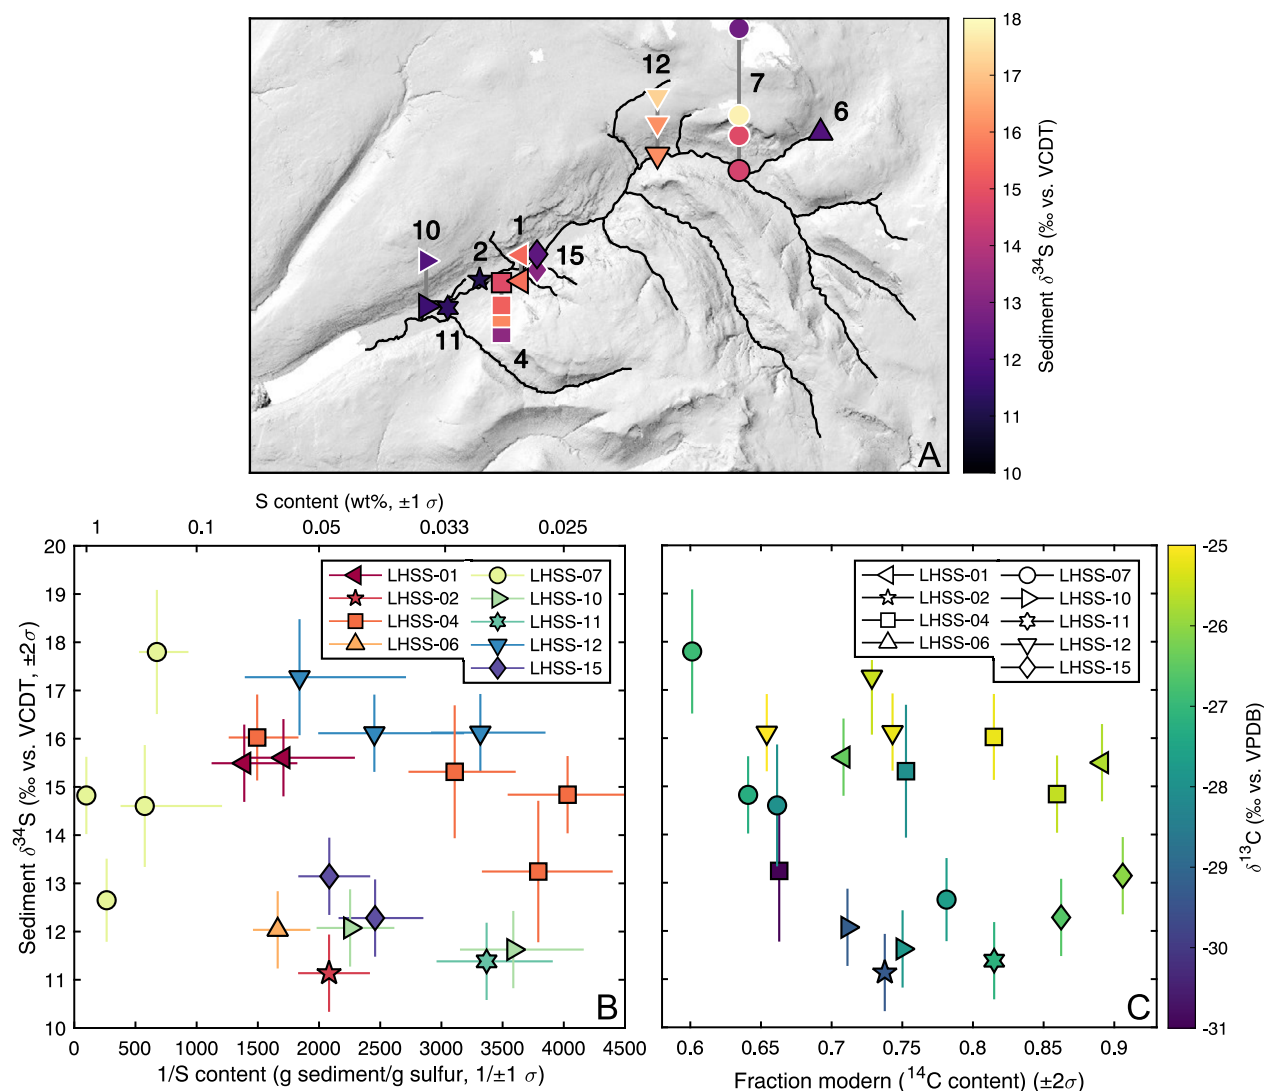 12
7
6
10
2
1
15
11
4
A
18
17
16
15
14
13
12
11
10
Sediment δ³⁴S (‰ vs. VCDT)
S content (wt%, ±1 σ)
1 0.1 0.05 0.033 0.025
20
19
18
17
16
15
14
13
12
11
10
Sediment δ³⁴S (‰ vs. VCDT, ±2σ)
LHSS-01 LHSS-07
LHSS-02 LHSS-10
LHSS-04 LHSS-11
LHSS-06 LHSS-12
LHSS-15
B
0 500 1000 1500 2000 2500 3000 3500 4000 4500
1/S content (g sediment/g sulfur, 1/±1 σ)
LHSS-01 LHSS-07
LHSS-02 LHSS-10
LHSS-04 LHSS-11
LHSS-06 LHSS-12
LHSS-15
C
0.6 0.65 0.7 0.75 0.8 0.85 0.9
Fraction modern (¹⁴C content) (±2σ)
-25
-26
-27
-28
-29
-30
-31
δ¹³C (‰ vs. VPDB)